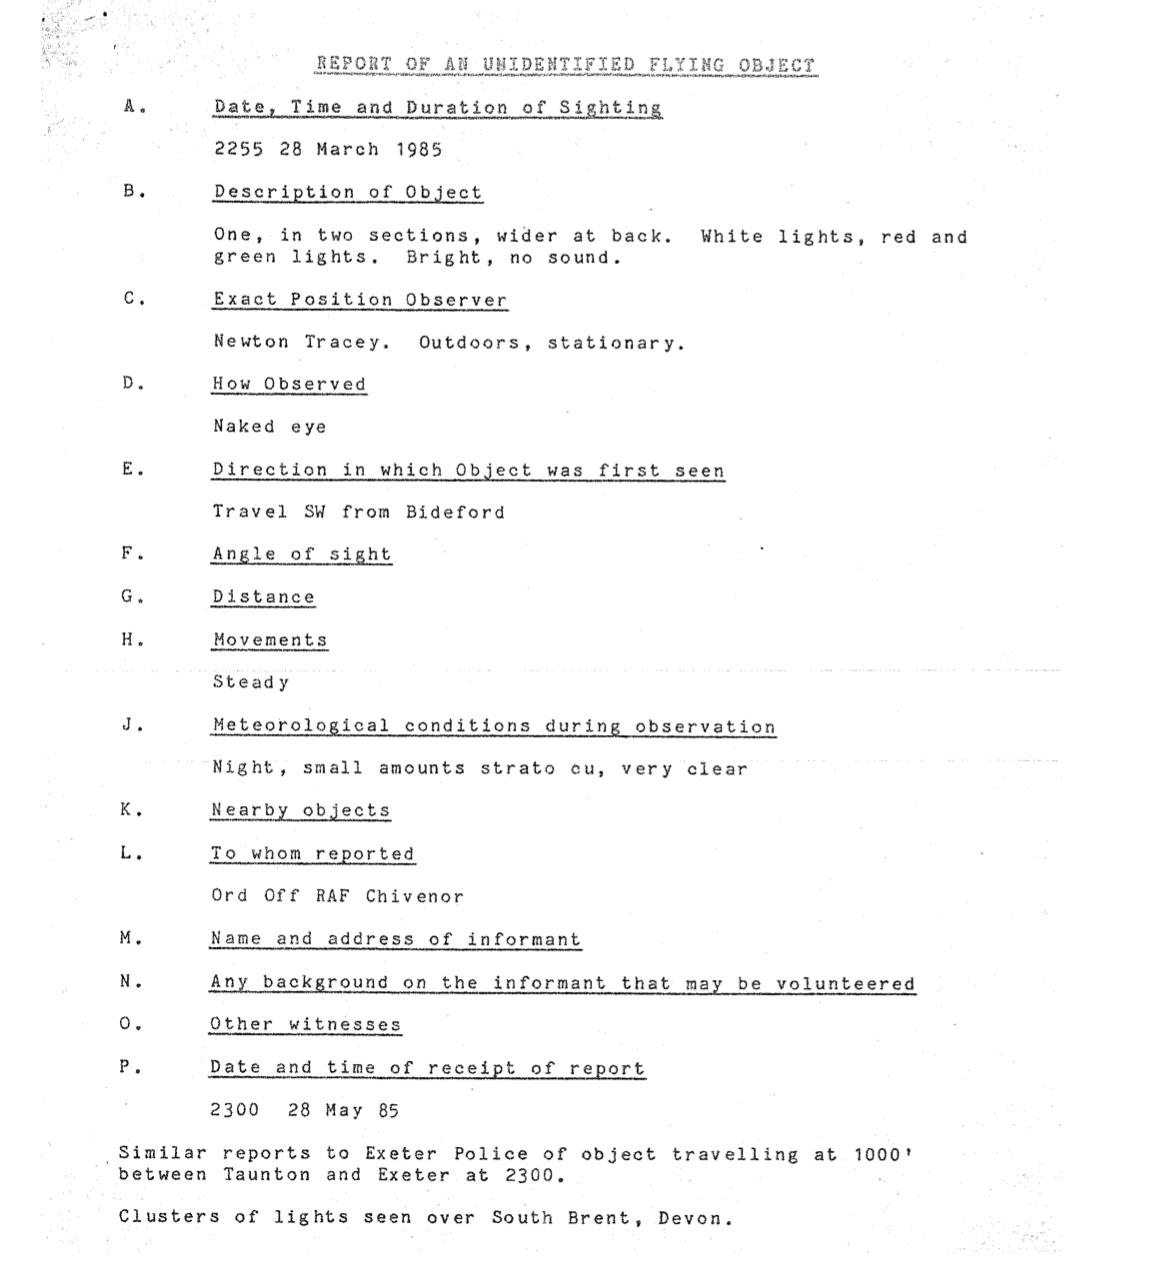 REPORT OF AN UNIDENTIFIED FLYING OBJECT
A. Date, Time and Duration of Sighting
2255 28 March 1985
B. Description of Object
One, in two sections, wider at back. White lights, red and
green lights. Bright, no sound.
C. Exact Position Observer
Newton Tracey. Outdoors, stationary.
D. How Observed
Naked eye
E. Direction in which Object was first seen
Travel SW from Bideford
F. Angle of sight
G. Distance
H. Movements
Steady
J. Meteorological conditions during observation
Night, small amounts strato cu, very clear
K. Nearby objects
L. To whom reported
Ord Off RAF Chivenor
M. Name and address of informant
N. Any background on the informant that may be volunteered
O. Other witnesses
P. Date and time of receipt of report
2300 28 May 85
Similar reports to Exeter Police of object travelling at 1000'
between Taunton and Exeter at 2300.
Clusters of lights seen over South Brent, Devon.